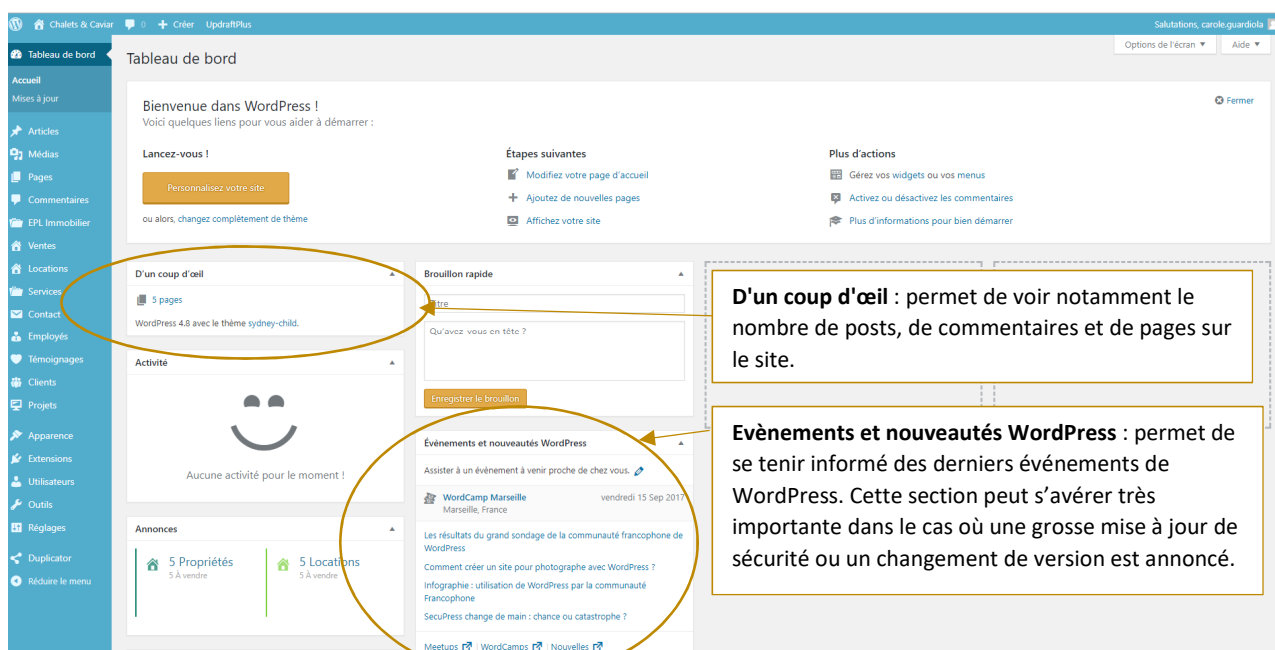 Chalets & Caviar 0 + Créer UpdraftPlus Salutations, carole.guardiola
Options de l'écran Aide
Tableau de bord
Accueil
Mises à jour
Articles
Médias
Pages
Commentaires
EPL Immobilier
Ventes
Locations
Services
Contact
Employés
Témoignages
Clients
Projets
Apparence
Extensions
Utilisateurs
Outils
Réglages
Duplicator
Réduire le menu
Tableau de bord
Bienvenue dans WordPress !
Voici quelques liens pour vous aider à démarrer :
Fermer
Lancez-vous !
Personnalisez votre site
ou alors, changez complètement de thème
Étapes suivantes
Modifiez votre page d'accueil
Ajoutez de nouvelles pages
Affichez votre site
Plus d'actions
Gérez vos widgets ou vos menus
Activez ou désactivez les commentaires
Plus d'informations pour bien démarrer
D'un coup d'œil
5 pages
WordPress 4.8 avec le thème sydney-child.
Activité
Aucune activité pour le moment !
Annonces
5 Propriétés
5 À vendre
5 Locations
5 À vendre
Brouillon rapide
Titre
Qu'avez-vous en tête ?
Enregistrer le brouillon
Évènements et nouveautés WordPress
Assister à un évènement à venir proche de chez vous.
WordCamp Marseille vendredi 15 Sep 2017
Marseille, France
Les résultats du grand sondage de la communauté francophone de
WordPress
Comment créer un site pour photographe avec WordPress ?
Infographie : utilisation de WordPress par la communauté
Francophone
SecuPress change de main : chance ou catastrophe ?
Meetups | WordCamps | Nouvelles
D'un coup d'œil : permet de voir notamment le
nombre de posts, de commentaires et de pages sur
le site.
Evènements et nouveautés WordPress : permet de
se tenir informé des derniers événements de
WordPress. Cette section peut s'avérer très
importante dans le cas où une grosse mise à jour de
sécurité ou un changement de version est annoncé.